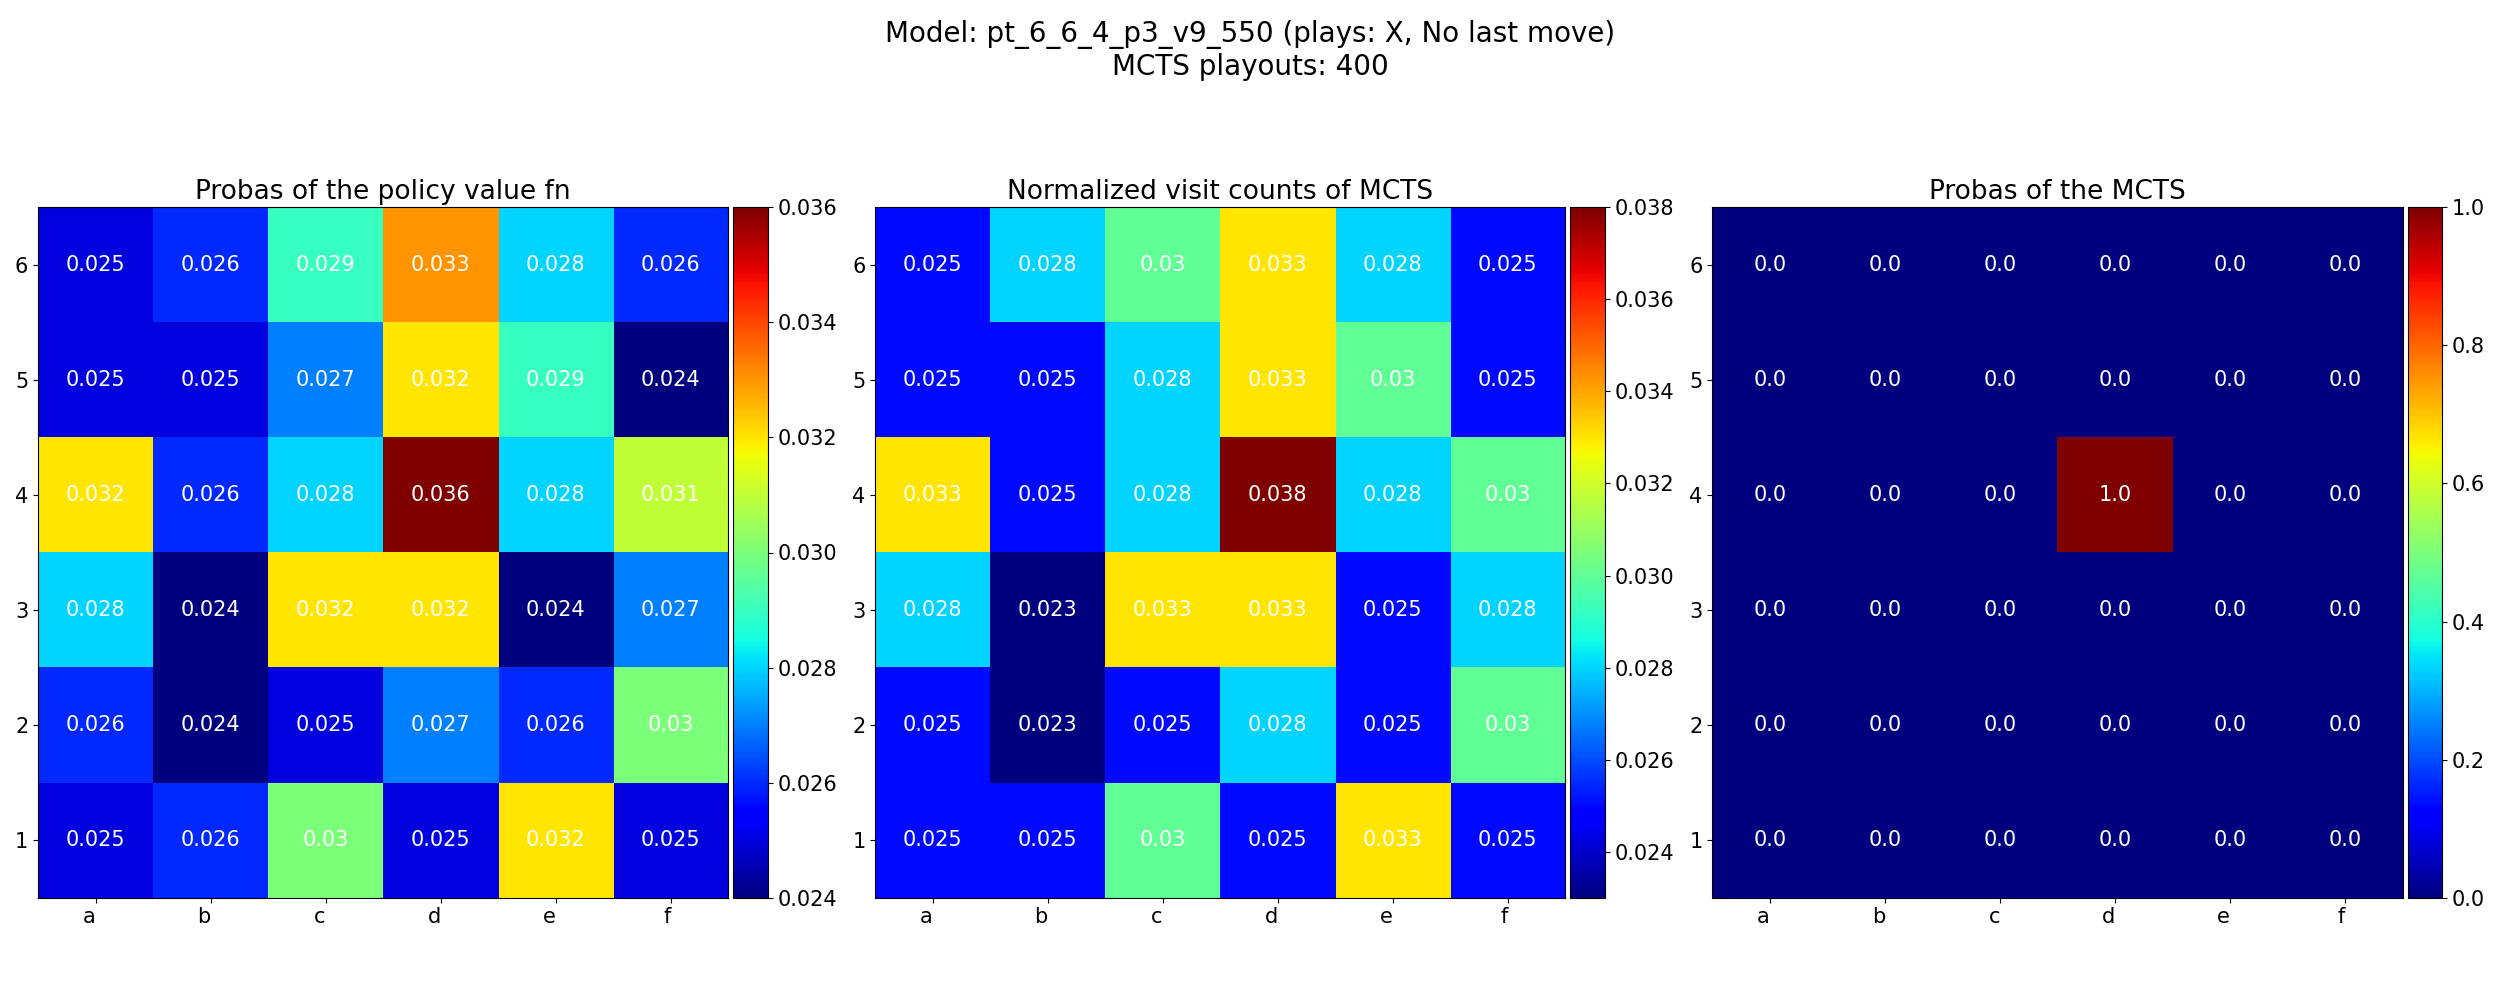 Model: pt_6_6_4_p3_v9_550 (plays: X, No last move)
MCTS playouts: 400
Probas of the policy value fn
6 0.025 0.026 0.029 0.033 0.028 0.026
5 0.025 0.025 0.027 0.032 0.029 0.024
4 0.032 0.026 0.028 0.036 0.028 0.031
3 0.028 0.024 0.032 0.032 0.024 0.027
2 0.026 0.024 0.025 0.027 0.026 0.03
1 0.025 0.026 0.03 0.025 0.032 0.025
a b c d e f
0.036
0.034
0.032
0.030
0.028
0.026
0.024
Normalized visit counts of MCTS
6 0.025 0.028 0.03 0.033 0.028 0.025
5 0.025 0.025 0.028 0.033 0.03 0.025
4 0.033 0.025 0.028 0.038 0.028 0.03
3 0.028 0.023 0.033 0.033 0.025 0.028
2 0.025 0.023 0.025 0.028 0.025 0.03
1 0.025 0.025 0.03 0.025 0.033 0.025
a b c d e f
0.038
0.036
0.034
0.032
0.030
0.028
0.026
0.024
Probas of the MCTS
6 0.0 0.0 0.0 0.0 0.0 0.0
5 0.0 0.0 0.0 0.0 0.0 0.0
4 0.0 0.0 0.0 1.0 0.0 0.0
3 0.0 0.0 0.0 0.0 0.0 0.0
2 0.0 0.0 0.0 0.0 0.0 0.0
1 0.0 0.0 0.0 0.0 0.0 0.0
a b c d e f
1.0
0.8
0.6
0.4
0.2
0.0